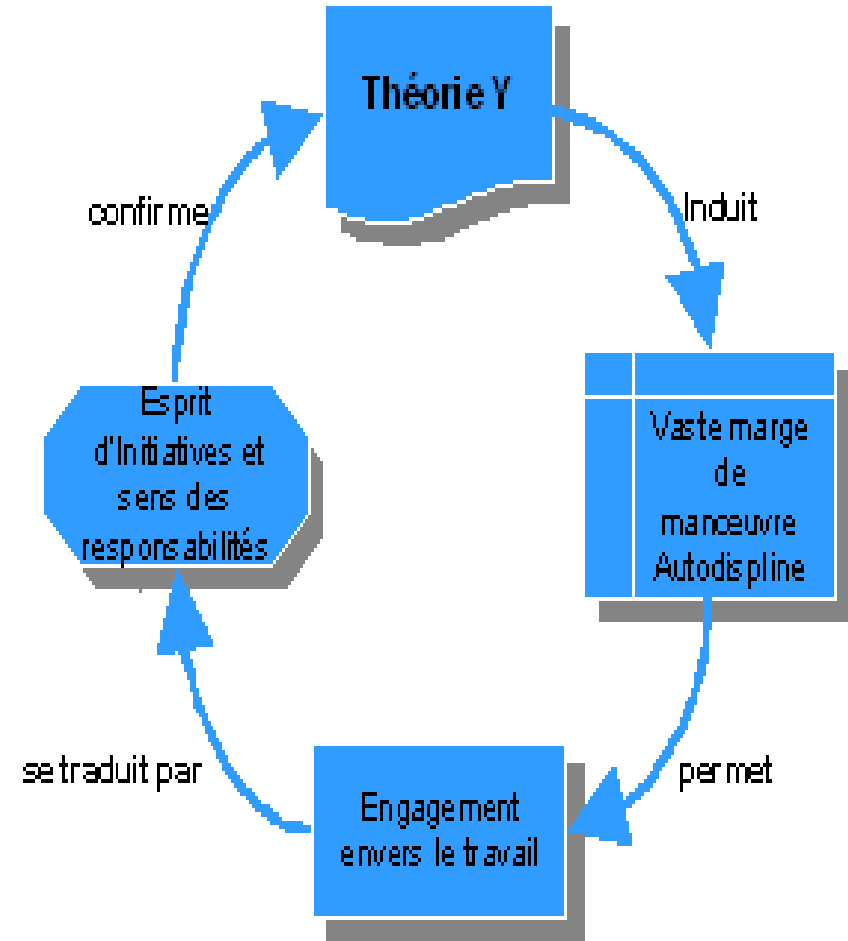 Théorie Y
Induit
Vaste marge
de
manœuvre
Autodispline
permet
Engagement
envers le travail
se traduit par
Esprit
d'Initiatives et
sens des
responsabilités
confirme